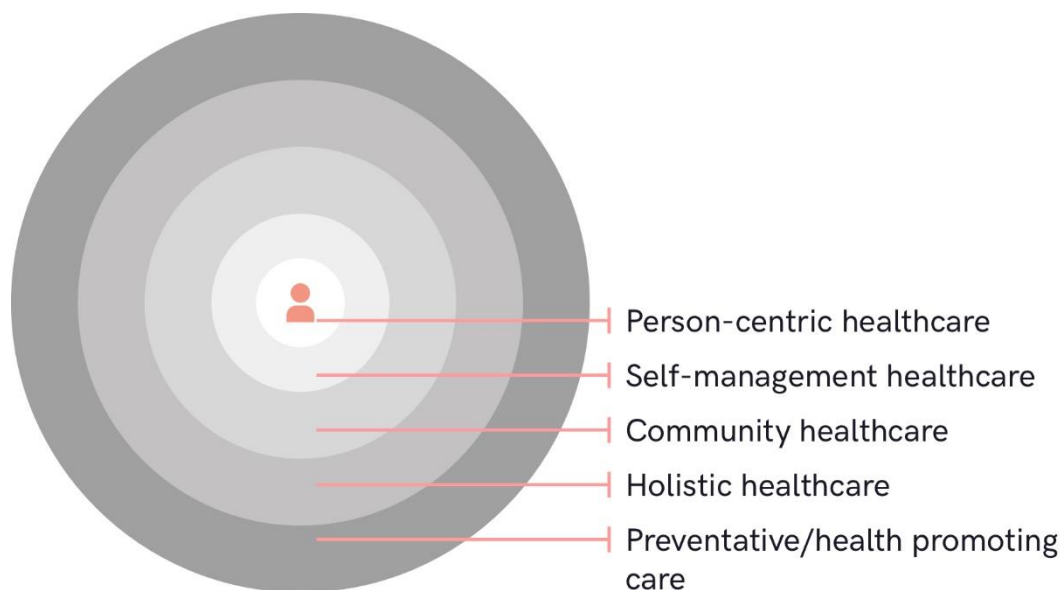 Person-centric healthcare
Self-management healthcare
Community healthcare
Holistic healthcare
Preventative/health promoting
care